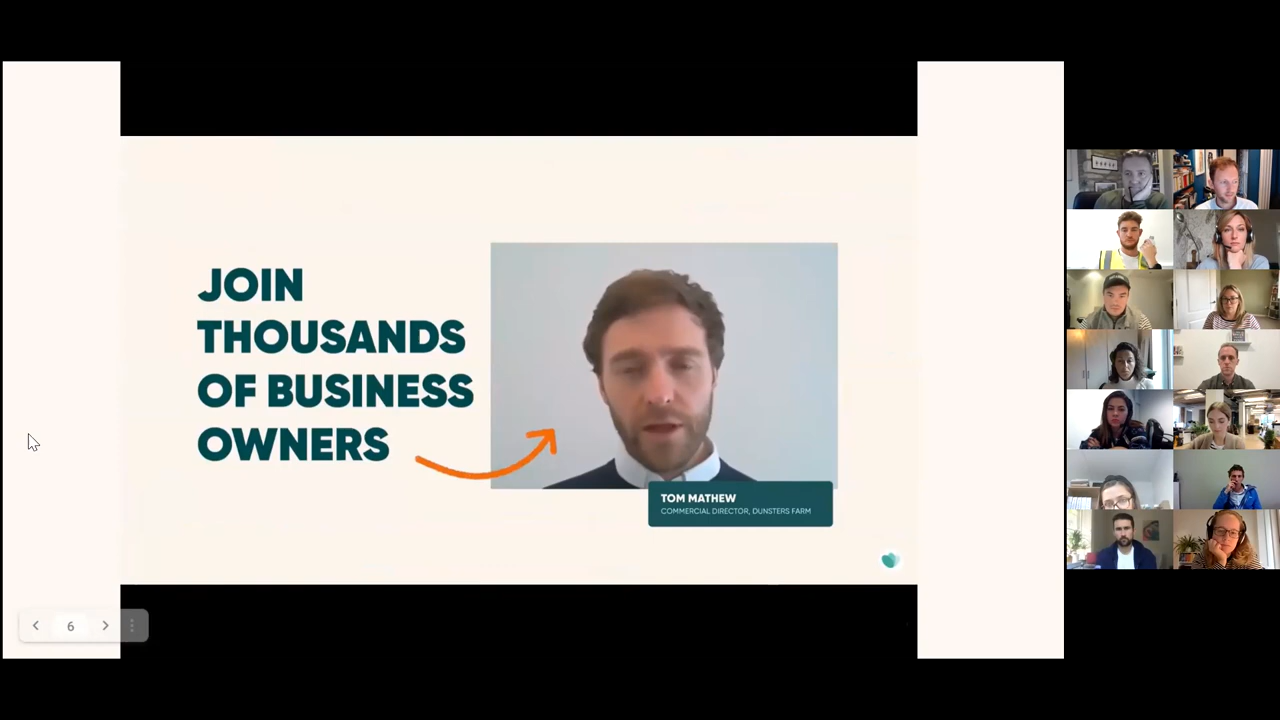 JOIN
THOUSANDS
OF BUSINESS
OWNERS
TOM MATHEW
COMMERCIAL DIRECTOR, DUNSTERS FARM
6